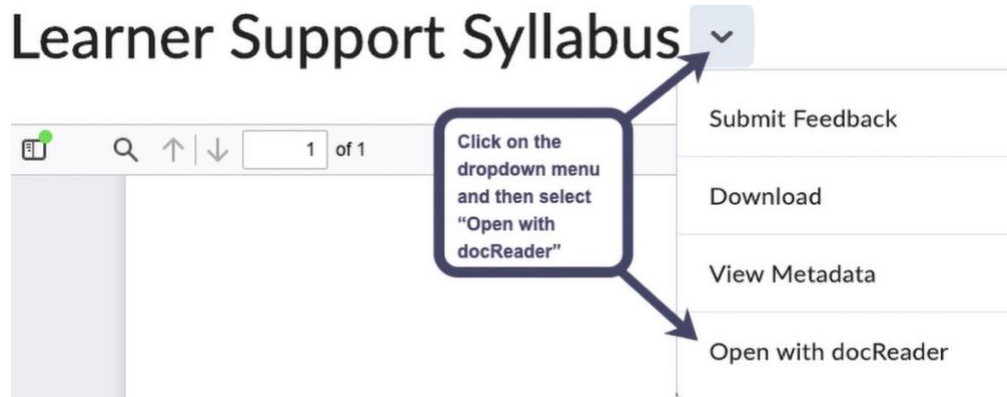 Learner Support Syllabus
Submit Feedback
1 of 1
Click on the
dropdown menu
and then select
“Open with
docReader”
Download
View Metadata
Open with docReader